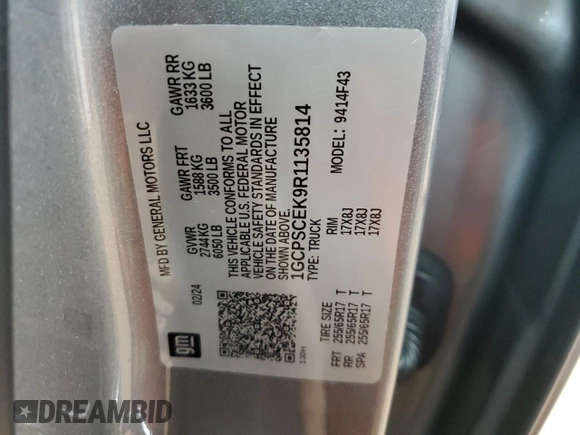 MFD BY GENERAL MOTORS LLC
02/24
GVWR GAWR FRT GAWR RR
2744 KG 1588 KG 1633 KG
6050 LB 3500 LB 3600 LB
THIS VEHICLE CONFORMS TO ALL
APPLICABLE U.S. FEDERAL MOTOR
VEHICLE SAFETY STANDARDS IN EFFECT
ON THE DATE OF MANUFACTURE
SHOWN ABOVE.
1GCPSCEK9R1135814
TYPE: TRUCK MODEL: 9414F43
TIRE SIZE RIM
FRT 255/65R17 T 17X8J
RR 255/65R17 T 17X8J
SPA 255/65R17 T 17X8J
gm
DREAMBID